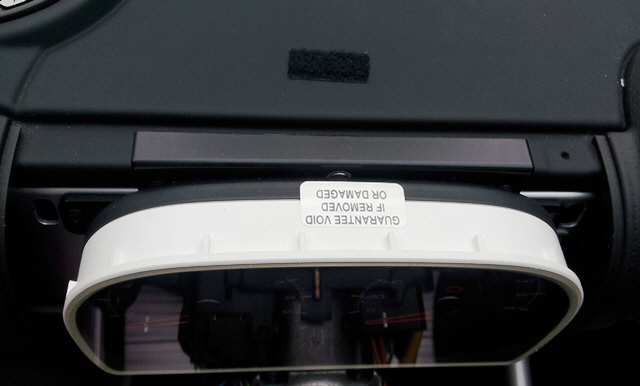 GUARANTEE VOID
IF REMOVED
OR DAMAGED